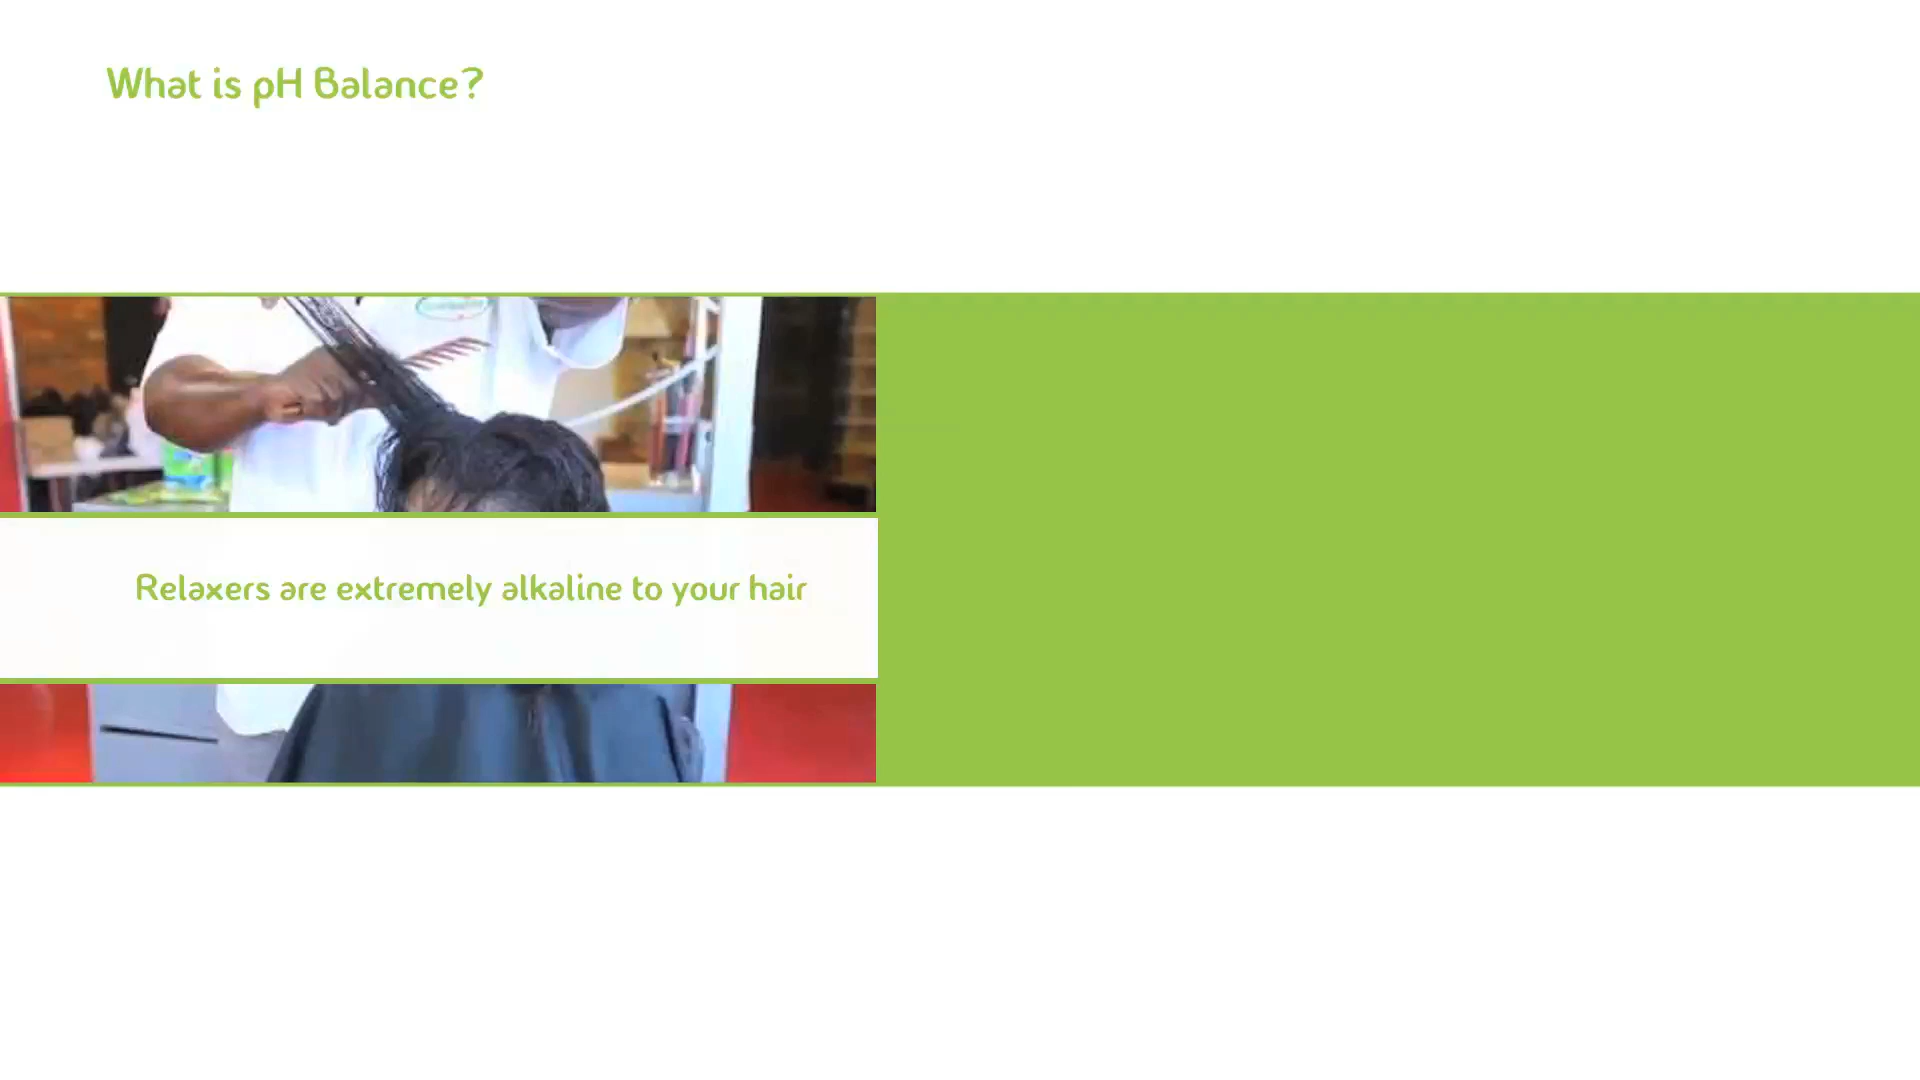 What is pH Balance?
Relaxers are extremely alkaline to your hair